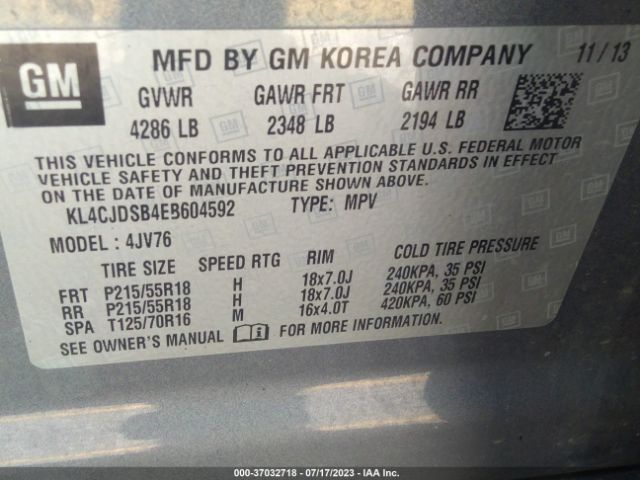 GM
MFD BY GM KOREA COMPANY 11/13
GVWR GAWR FRT GAWR RR
4286 LB 2348 LB 2194 LB
THIS VEHICLE CONFORMS TO ALL APPLICABLE U.S. FEDERAL MOTOR
VEHICLE SAFETY AND THEFT PREVENTION STANDARDS IN EFFECT
ON THE DATE OF MANUFACTURE SHOWN ABOVE.
KL4CJDSB4EB604592 TYPE: MPV
MODEL : 4JV76
TIRE SIZE SPEED RTG RIM COLD TIRE PRESSURE
FRT P215/55R18 H 18x7.0J 240KPA, 35 PSI
RR P215/55R18 H 18x7.0J 240KPA, 35 PSI
SPA T125/70R16 M 16x4.0T 420KPA, 60 PSI
SEE OWNER'S MANUAL FOR MORE INFORMATION.
000-37032718 - 07/17/2023 - IAA Inc.